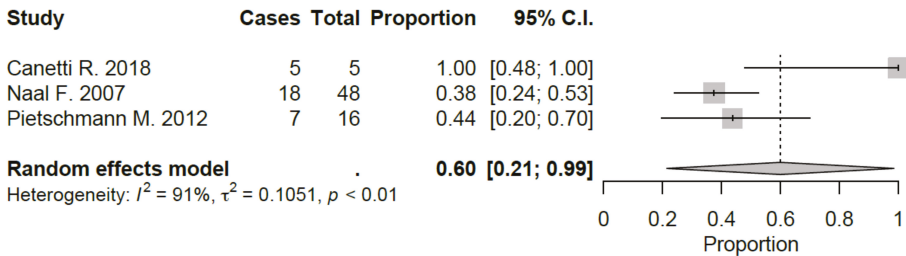 Study Cases Total Proportion 95% C.I.
Canetti R. 2018 5 5 1.00 [0.48; 1.00]
Naal F. 2007 18 48 0.38 [0.24; 0.53]
Pietschmann M. 2012 7 16 0.44 [0.20; 0.70]
Random effects model . 0.60 [0.21; 0.99]
Heterogeneity: I² = 91%, τ² = 0.1051, p < 0.01
0 0.2 0.4 0.6 0.8 1
Proportion